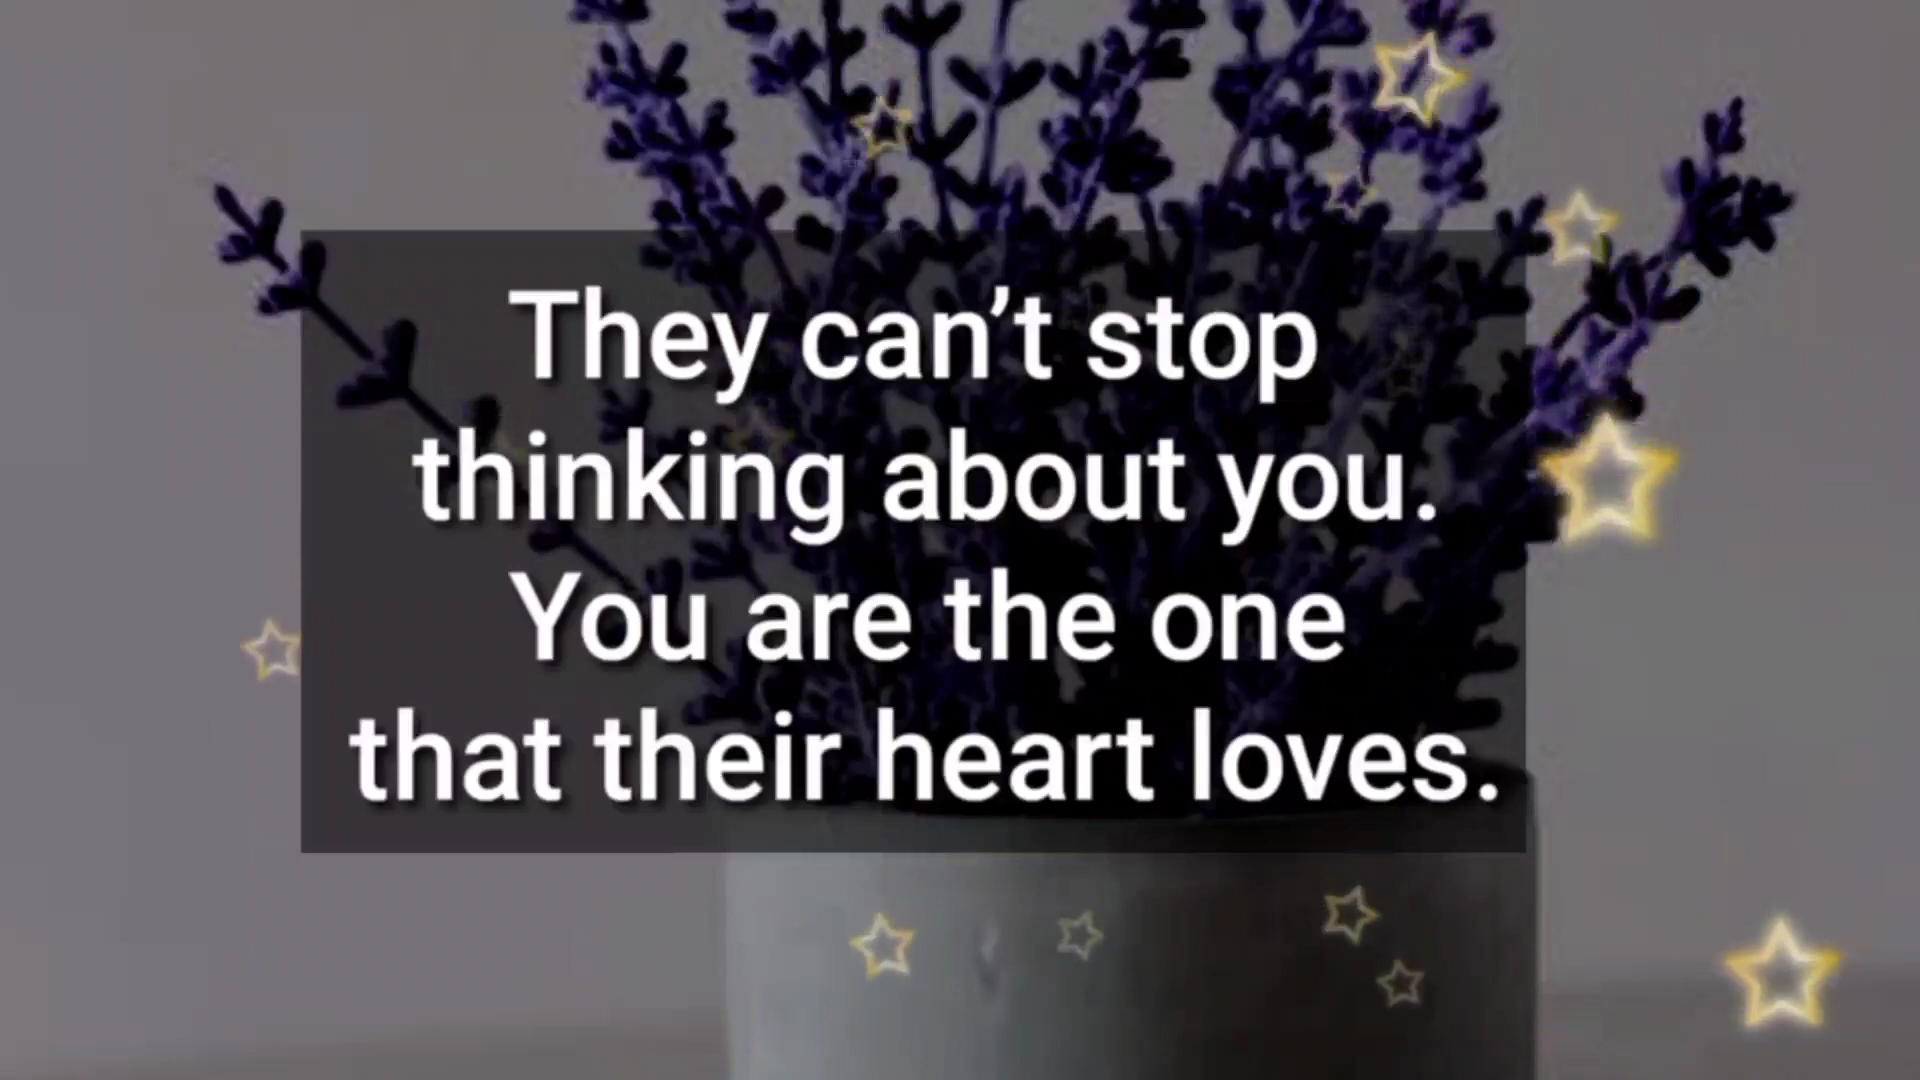 They can’t stop
thinking about you.
You are the one
that their heart loves.